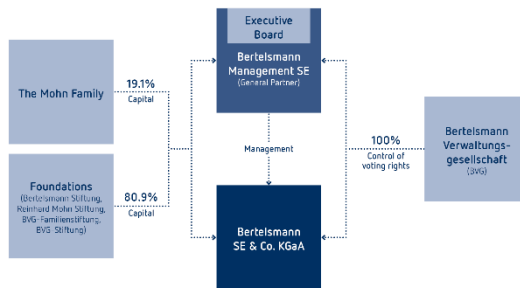 Executive
Board
Bertelsmann
Management SE
(General Partner)
The Mohn Family
19.1%
Capital
Management
100%
Control of
voting rights
Bertelsmann
Verwaltungs-
gesellschaft
(BVG)
Foundations
(Bertelsmann Stiftung,
Reinhard Mohn Stiftung,
BVG-Familienstiftung,
BVG-Stiftung)
80.9%
Capital
Bertelsmann
SE & Co. KGaA